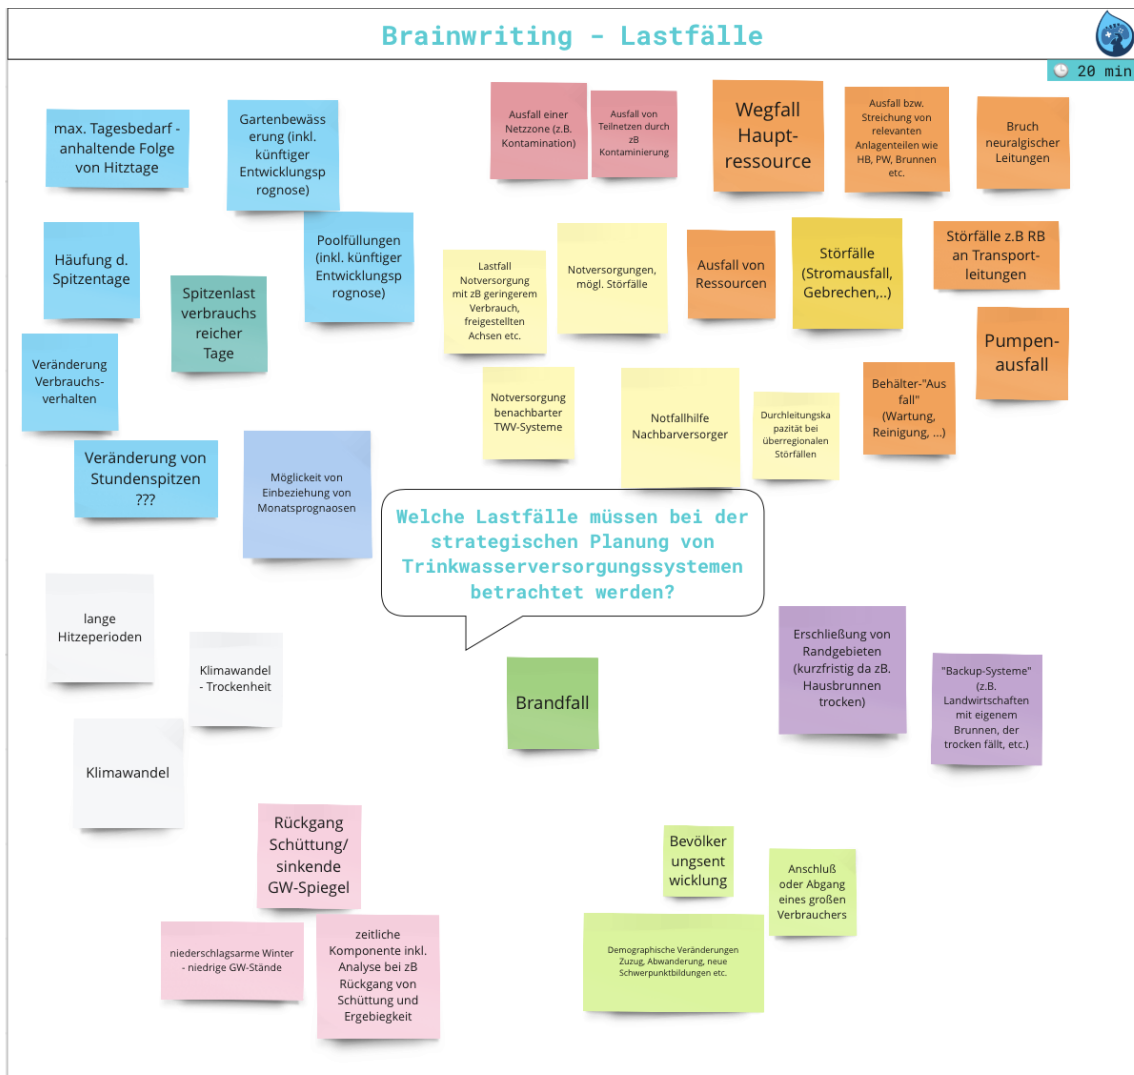 Brainwriting - Lastfälle
20 min
max. Tagesbedarf -
anhaltende Folge
von Hitztage
Gartenbewäss
erung (inkl.
künftiger
Entwicklungsp
rognose)
Ausfall einer
Netzzone (z.B.
Kontamination)
Ausfall von
Teilnetzen durch
zB
Kontaminierung
Wegfall
Haupt-
ressource
Ausfall bzw.
Streichung von
relevanten
Anlagenteilen wie
HB, PW, Brunnen
etc.
Bruch
neuralgischer
Leitungen
Häufung d.
Spitzentage
Spitzenlast
verbrauchs
reicher
Tage
Poolfüllungen
(inkl. künftiger
Entwicklungsp
rognose)
Lastfall
Notversorgung
mit zB geringerem
Verbrauch,
freigestellten
Achsen etc.
Notversorgungen,
mögl. Störfälle
Ausfall von
Ressourcen
Störfälle
(Stromausfall,
Gebrechen,..)
Störfälle z.B RB
an Transport-
leitungen
Pumpen-
ausfall
Veränderung
Verbrauchs-
verhalten
Notversorgung
benachbarter
TWV-Systeme
Notfallhilfe
Nachbarversorger
Durchleitungska
pazität bei
überregionalen
Störfällen
Behälter-"Aus
fall"
(Wartung,
Reinigung, ...)
Veränderung von
Stundenspitzen
???
Möglickeit von
Einbeziehung von
Monatsprognaosen
Welche Lastfälle müssen bei der
strategischen Planung von
Trinkwasserversorgungssystemen
betrachtet werden?
lange
Hitzeperioden
Klimawandel
- Trockenheit
Klimawandel
Brandfall
Erschließung von
Randgebieten
(kurzfristig da zB.
Hausbrunnen
trocken)
"Backup-Systeme"
(z.B.
Landwirtschaften
mit eigenem
Brunnen, der
trocken fällt, etc.)
Rückgang
Schüttung/
sinkende
GW-Spiegel
niederschlagsarme Winter
- niedrige GW-Stände
zeitliche
Komponente inkl.
Analyse bei zB
Rückgang von
Schüttung und
Ergebiegkeit
Bevölker
ungsent
wicklung
Anschluß
oder Abgang
eines großen
Verbrauchers
Demographische Veränderungen
Zuzug, Abwanderung, neue
Schwerpunktbildungen etc.